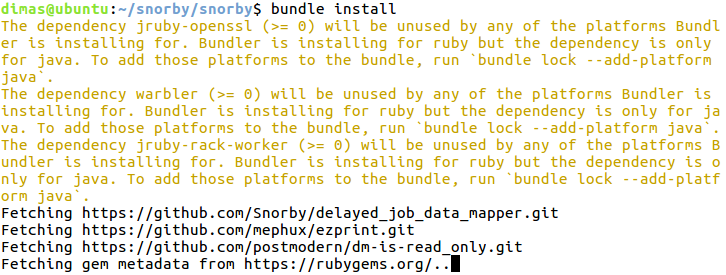 dimas@ubuntu:~/snorby/snorby$ bundle install
The dependency jruby-openssl (>= 0) will be unused by any of the platforms Bundl
er is installing for. Bundler is installing for ruby but the dependency is only
for java. To add those platforms to the bundle, run `bundle lock --add-platform
java`.
The dependency warbler (>= 0) will be unused by any of the platforms Bundler is
installing for. Bundler is installing for ruby but the dependency is only for ja
va. To add those platforms to the bundle, run `bundle lock --add-platform java`.
The dependency jruby-rack-worker (>= 0) will be unused by any of the platforms B
undler is installing for. Bundler is installing for ruby but the dependency is o
nly for java. To add those platforms to the bundle, run `bundle lock --add-platf
orm java`.
Fetching https://github.com/Snorby/delayed_job_data_mapper.git
Fetching https://github.com/mephux/ezprint.git
Fetching https://github.com/postmodern/dm-is-read_only.git
Fetching gem metadata from https://rubygems.org/..